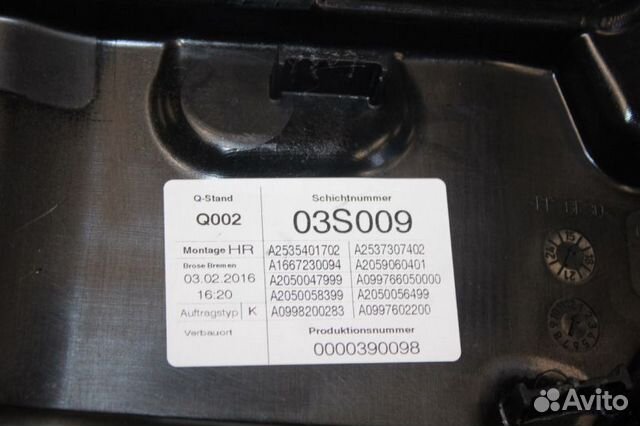 Q-Stand Schichtnummer
Q002 03S009
Montage HR A2535401702 A2537307402
Brose Bremen A1667230094 A2059060401
03.02.2016 A2050047999 A099766050000
16:20 A2050058399 A2050056499
Auftragstyp K A0998200283 A0997602200
Verbauort Produktionsnummer
0000390098
Avito